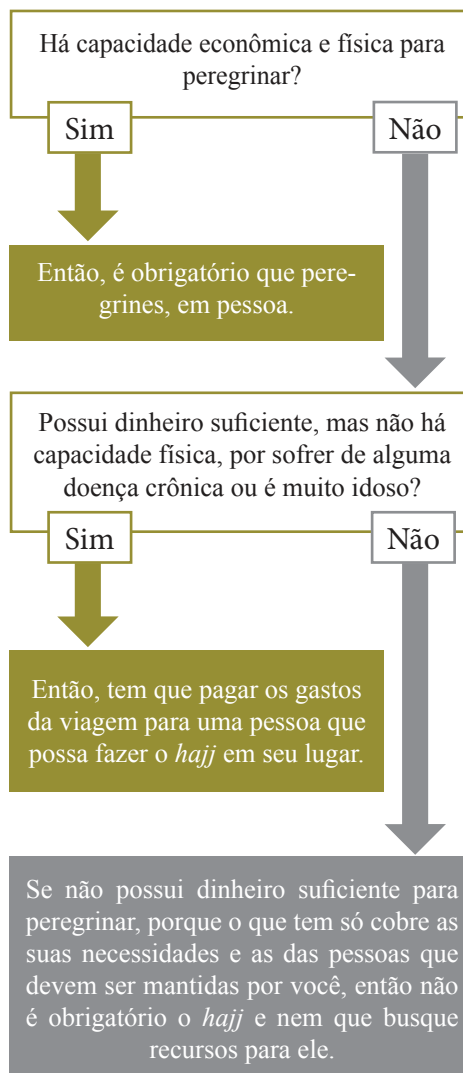 Há capacidade econômica e física para
peregrinar?
Sim
Não
Então, é obrigatório que pere-
grines, em pessoa.
Possui dinheiro suficiente, mas não há
capacidade física, por sofrer de alguma
doença crônica ou é muito idoso?
Sim
Não
Então, tem que pagar os gastos
da viagem para uma pessoa que
possa fazer o hajj em seu lugar.
Se não possui dinheiro suficiente para
peregrinar, porque o que tem só cobre as
suas necessidades e as das pessoas que
devem ser mantidas por você, então não
é obrigatório o hajj e nem que busque
recursos para ele.